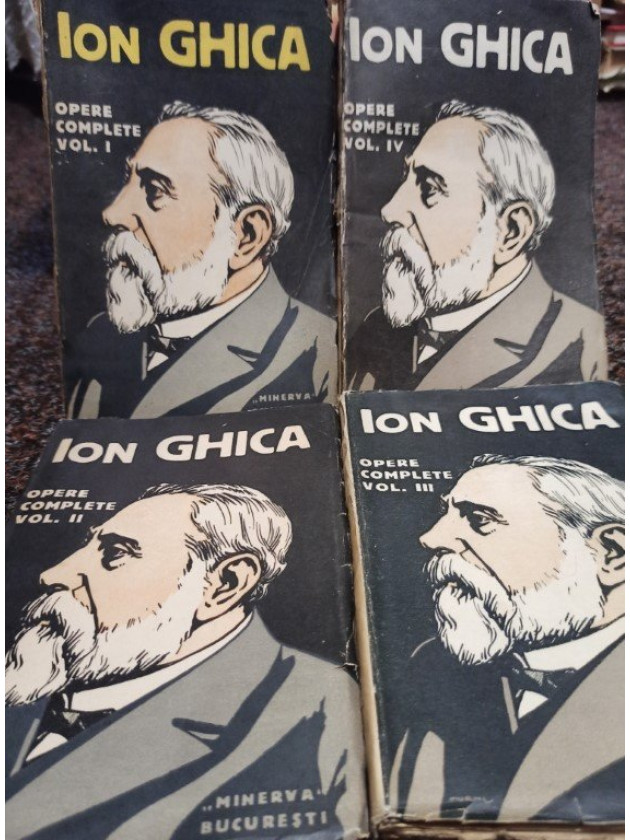 ION GHICA
OPERE
COMPLETE
VOL. I
„MINERVA
ION GHICA
OPERE
COMPLETE
VOL. IV
ION GHICA
OPERE
COMPLETE
VOL. II
„MINERVA“
BUCUREŞTI
ION GHICA
OPERE
COMPLETE
VOL. III